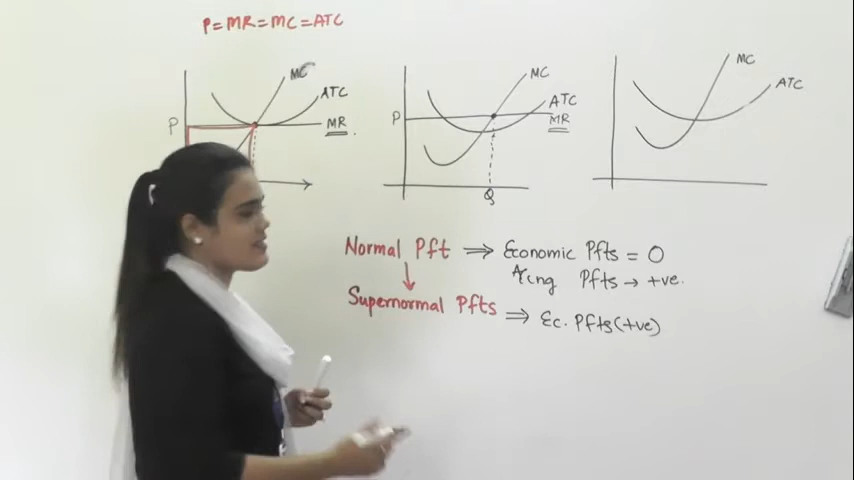 P = MR = MC = ATC
MC
ATC
P
MR
MC
ATC
P
MR
Q
MC
ATC
Normal Pft ⇒ Economic Pfts = 0
Acng Pfts → +ve.
↓
Supernormal Pfts ⇒ Ec. Pfts (+ve)